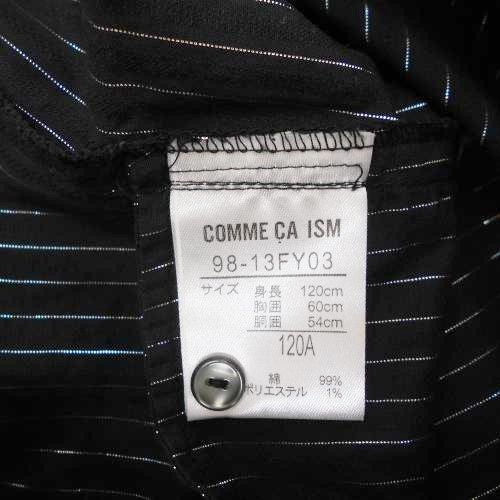 COMME ÇA ISM
98-13FY03
サイズ 身長 120cm
胸囲 60cm
胴囲 54cm
120A
綿 99%
ポリエステル 1%